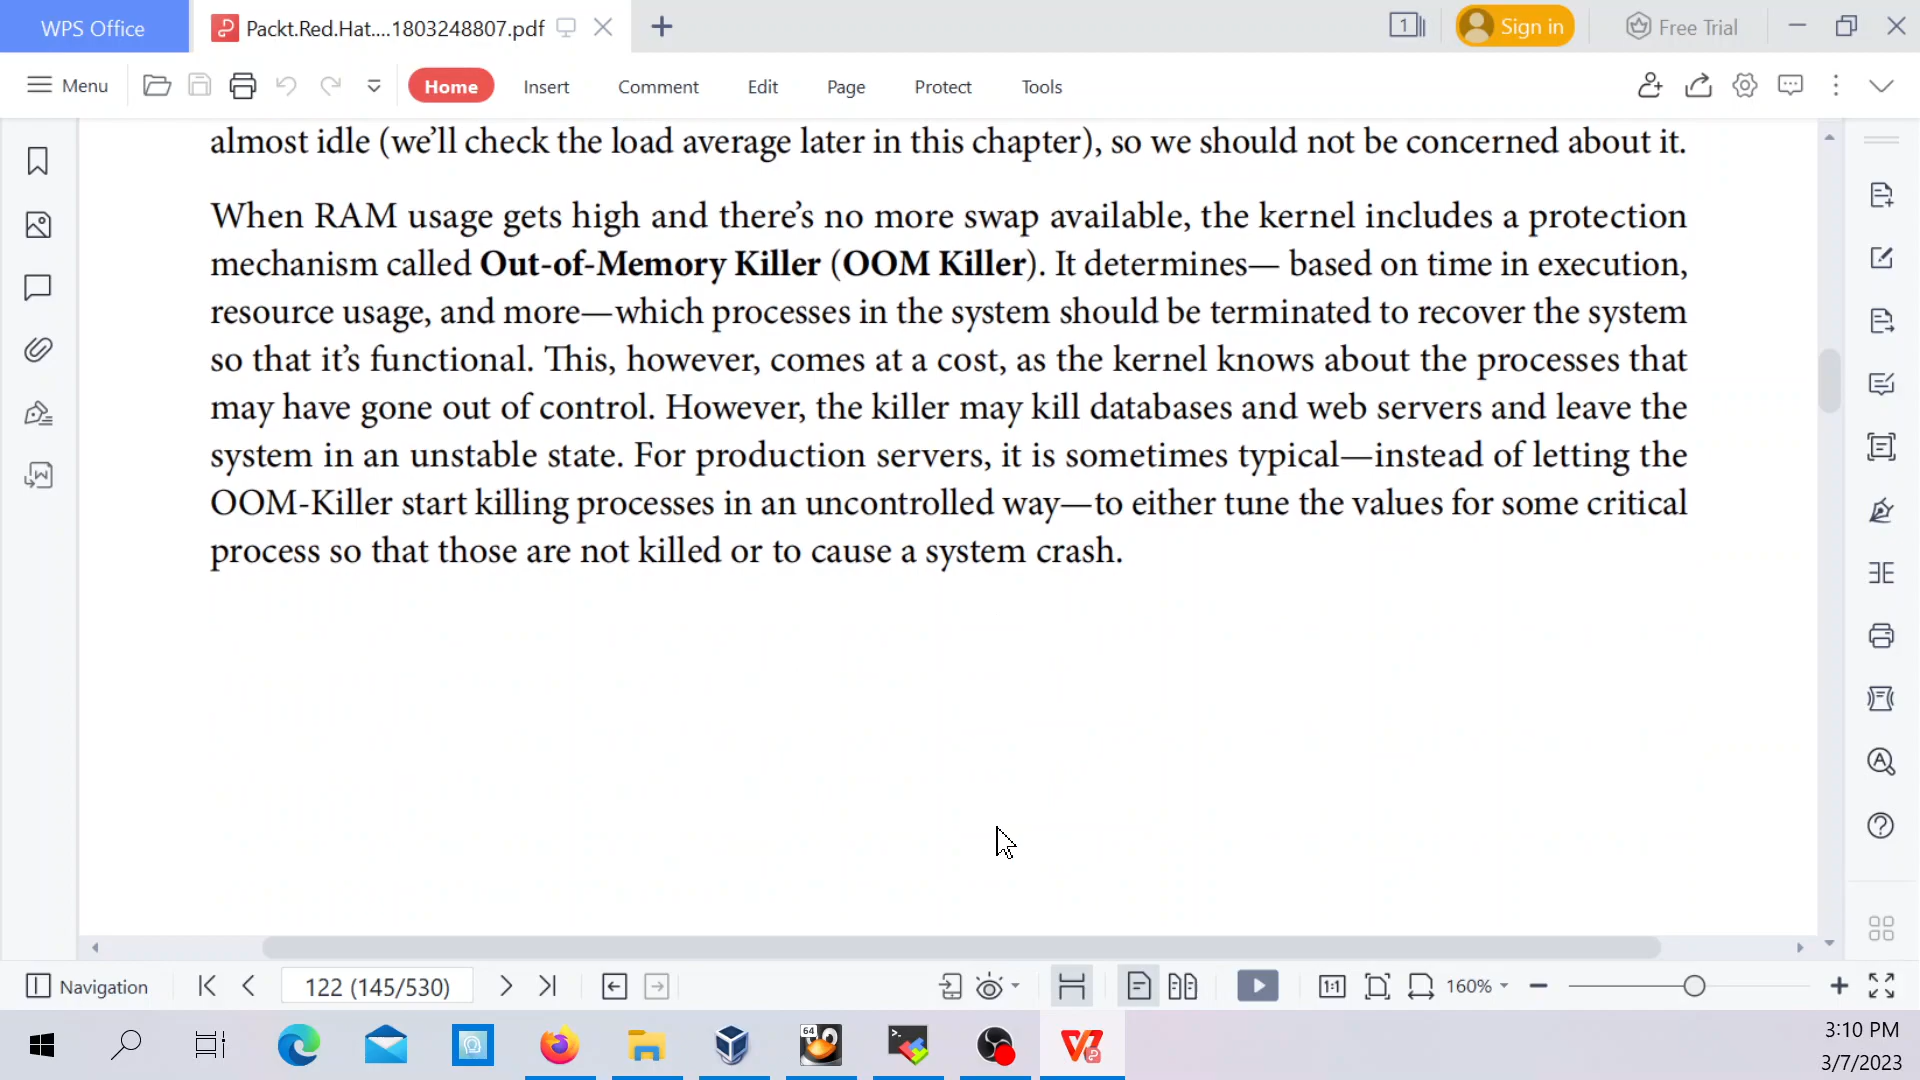 WPS Office
Packt.Red.Hat....1803248807.pdf
1
Sign in
Free Trial
Menu
Home
Insert
Comment
Edit
Page
Protect
Tools
almost idle (we’ll check the load average later in this chapter), so we should not be concerned about it.
When RAM usage gets high and there’s no more swap available, the kernel includes a protection
mechanism called Out-of-Memory Killer (OOM Killer). It determines— based on time in execution,
resource usage, and more—which processes in the system should be terminated to recover the system
so that it’s functional. This, however, comes at a cost, as the kernel knows about the processes that
may have gone out of control. However, the killer may kill databases and web servers and leave the
system in an unstable state. For production servers, it is sometimes typical—instead of letting the
OOM-Killer start killing processes in an uncontrolled way—to either tune the values for some critical
process so that those are not killed or to cause a system crash.
Navigation
122 (145/530)
1:1
160%
64
3:10 PM
3/7/2023